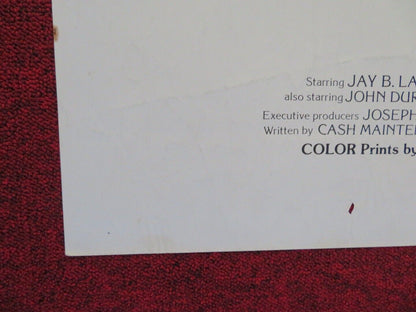 Starring JAY B. LA
also starring JOHN DUR
Executive producers JOSEPH
Written by CASH MAINTE
COLOR Prints by